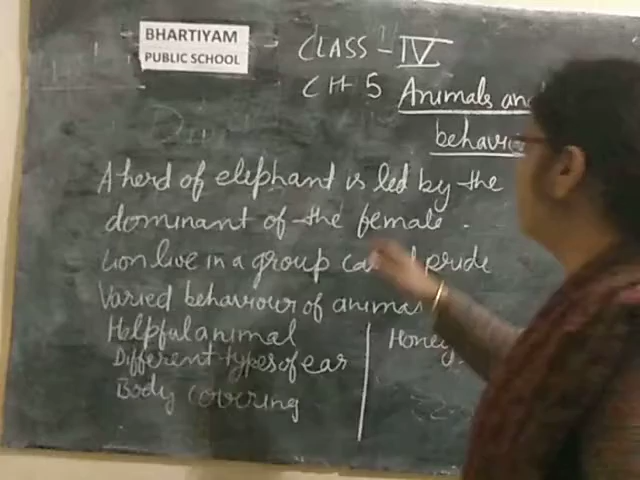 BHARTIYAM
PUBLIC SCHOOL
CLASS - IV
CH 5 Animals an
behaviou
A herd of elephant is led by the
dominant of the female.
Lion live in a group ca pride
Varied behaviour of anima
Helpful animal
Honey
Different types of ear
Body covering